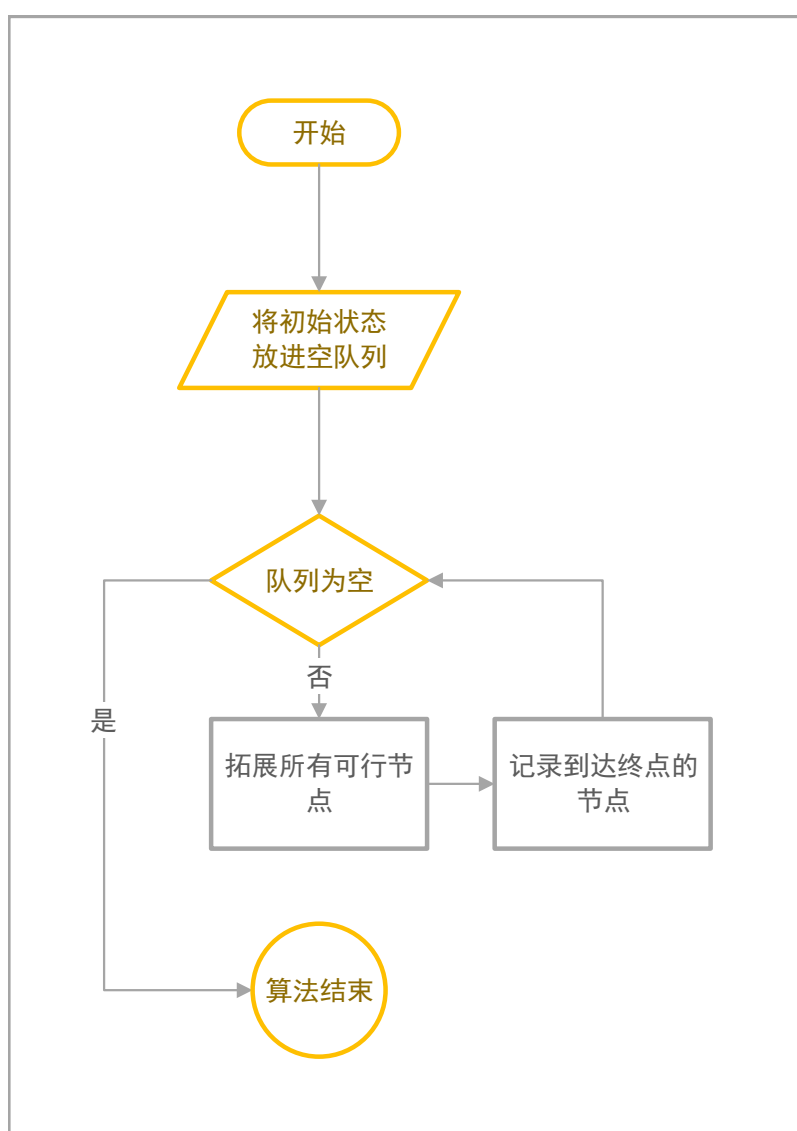 开始
将初始状态
放进空队列
队列为空
否
是
拓展所有可行节
点
记录到达终点的
节点
算法结束